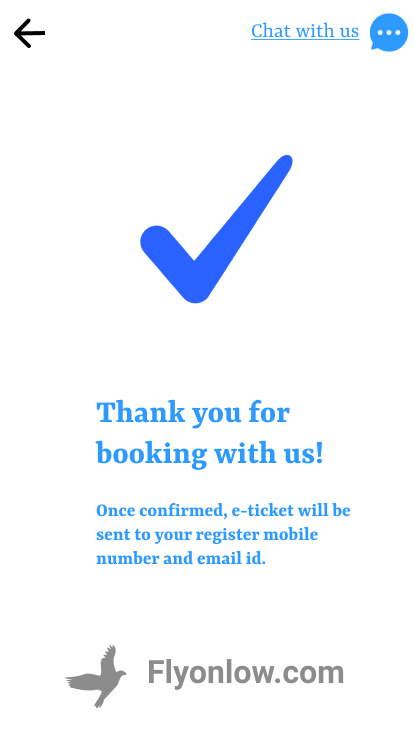 Chat with us
Thank you for
booking with us!
Once confirmed, e-ticket will be
sent to your register mobile
number and email id.
Flyonlow.com